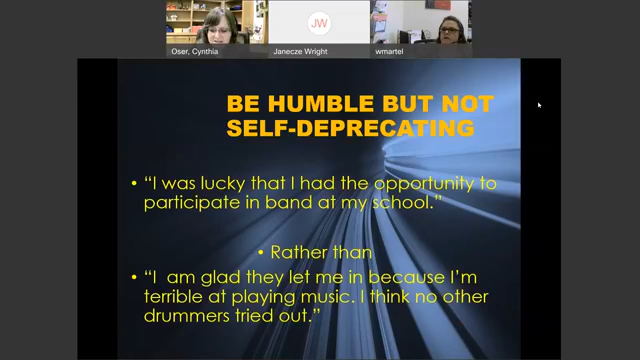 JW
Oser, Cynthia
Janecze Wright
wmartel
BE HUMBLE BUT NOT
SELF-DEPRECATING
• “I was lucky that I had the opportunity to
participate in band at my school.”
• Rather than
• “I am glad they let me in because I’m
terrible at playing music. I think no other
drummers tried out.”